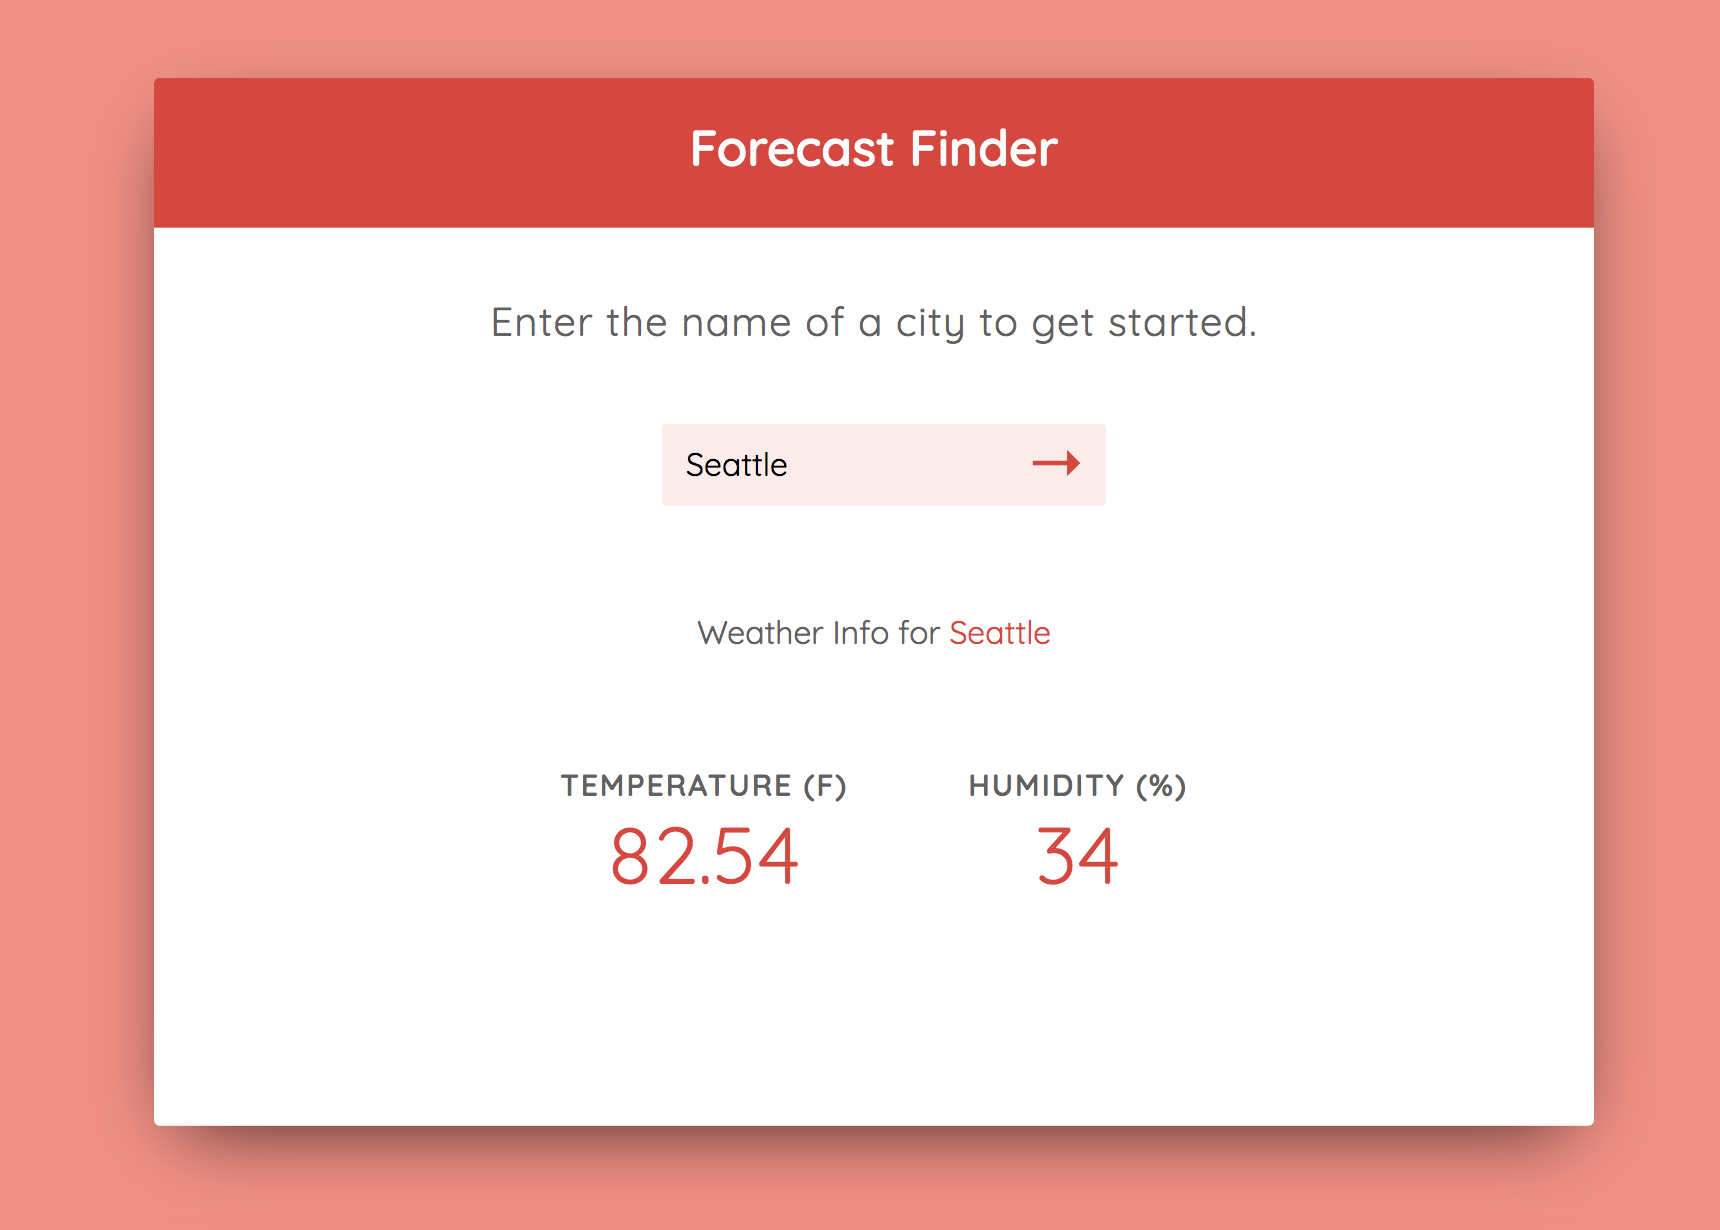 Forecast Finder
Enter the name of a city to get started.
Seattle
Weather Info for Seattle
TEMPERATURE (F) HUMIDITY (%)
82.54 34